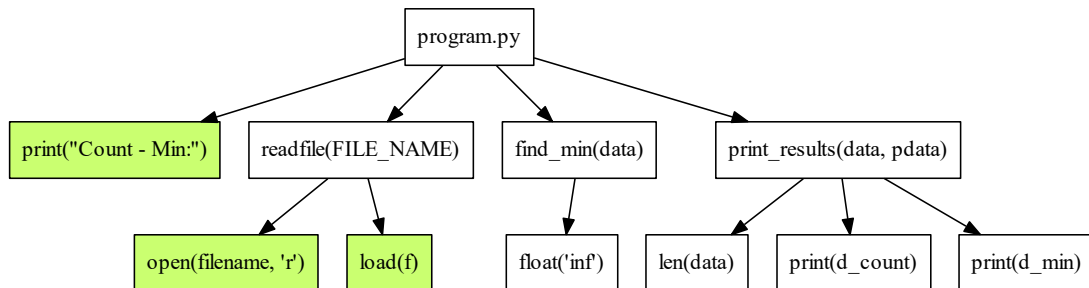 program.py
print("Count - Min:")
readfile(FILE_NAME)
find_min(data)
print_results(data, pdata)
open(filename, 'r')
load(f)
float('inf')
len(data)
print(d_count)
print(d_min)